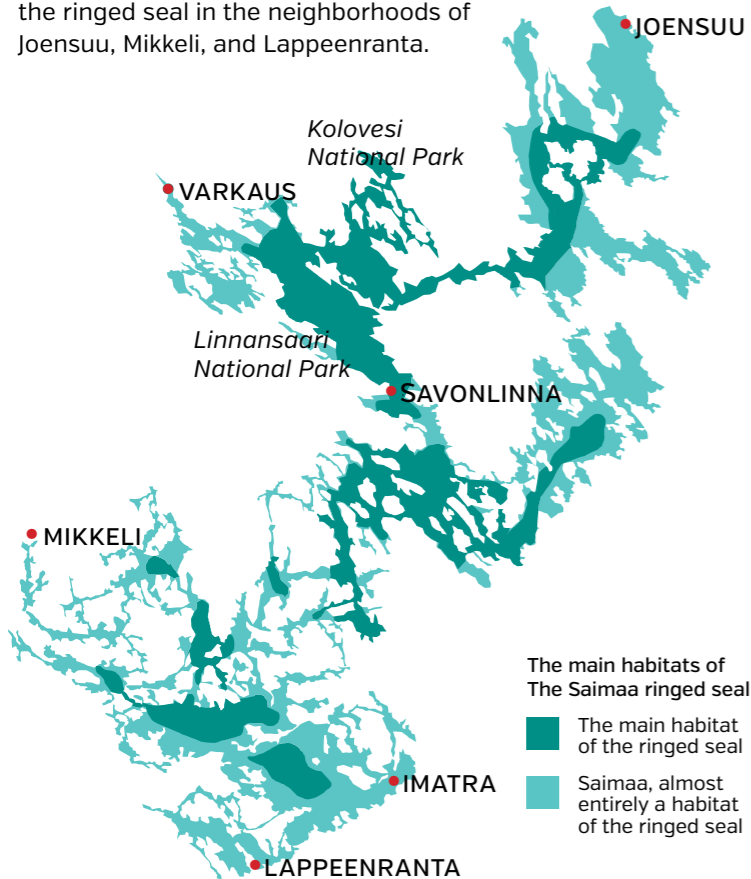 the ringed seal in the neighborhoods of
Joensuu, Mikkeli, and Lappeenranta.
JOENSUU
Kolovesi
National Park
VARKAUS
Linnansaari
National Park
SAVONLINNA
MIKKELI
The main habitats of
The Saimaa ringed seal
The main habitat
of the ringed seal
Saimaa, almost
entirely a habitat
of the ringed seal
IMATRA
LAPPEENRANTA